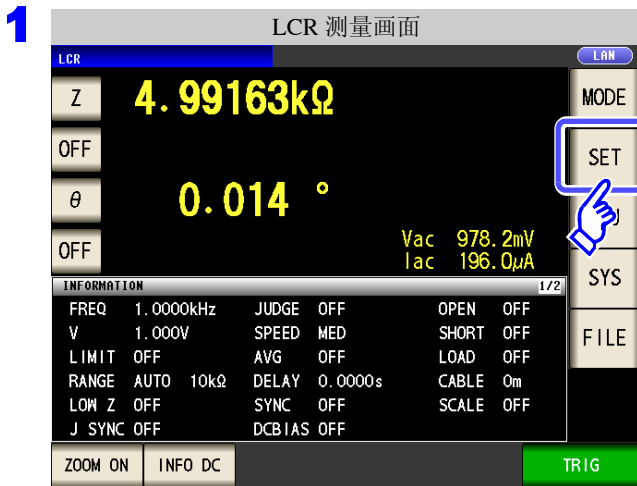 1
LCR 测量画面
LCR
LAN
Z
4.99163kΩ
MODE
OFF
SET
θ
0.014 °
OFF
Vac 978.2mV
Iac 196.0μA
SYS
INFORMATION
1/2
FREQ 1.0000kHz JUDGE OFF OPEN OFF
V 1.000V SPEED MED SHORT OFF
FILE
LIMIT OFF AVG OFF LOAD OFF
RANGE AUTO 10kΩ DELAY 0.0000s CABLE 0m
LOW Z OFF SYNC OFF SCALE OFF
J SYNC OFF DCBIAS OFF
ZOOM ON
INFO DC
TRIG